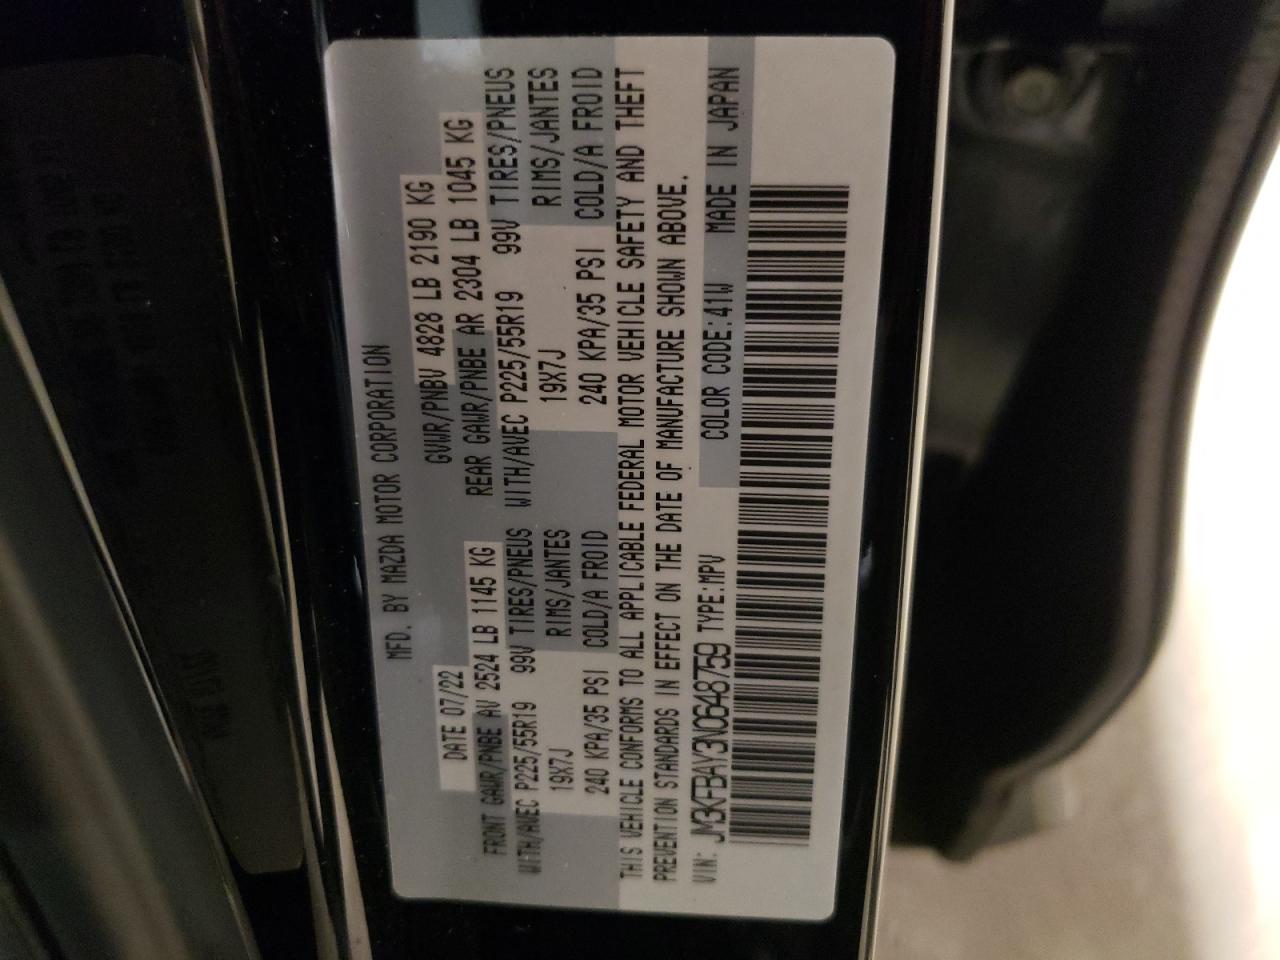 MFD. BY MAZDA MOTOR CORPORATION
DATE 07/22 GVWR/PNBV 4828 LB 2190 KG
FRONT GAWR/PNBE AV 2524 LB 1145 KG REAR GAWR/PNBE AR 2304 LB 1045 KG
WITH/AVEC P225/55R19 99V TIRES/PNEUS WITH/AVEC P225/55R19 99V TIRES/PNEUS
19X7J RIMS/JANTES 19X7J RIMS/JANTES
240 KPA/35 PSI COLD/A FROID 240 KPA/35 PSI COLD/A FROID
THIS VEHICLE CONFORMS TO ALL APPLICABLE FEDERAL MOTOR VEHICLE SAFETY AND THEFT
PREVENTION STANDARDS IN EFFECT ON THE DATE OF MANUFACTURE SHOWN ABOVE.
VIN: JM3KFBAY3N0648759 TYPE:MPV COLOR CODE:41W MADE IN JAPAN